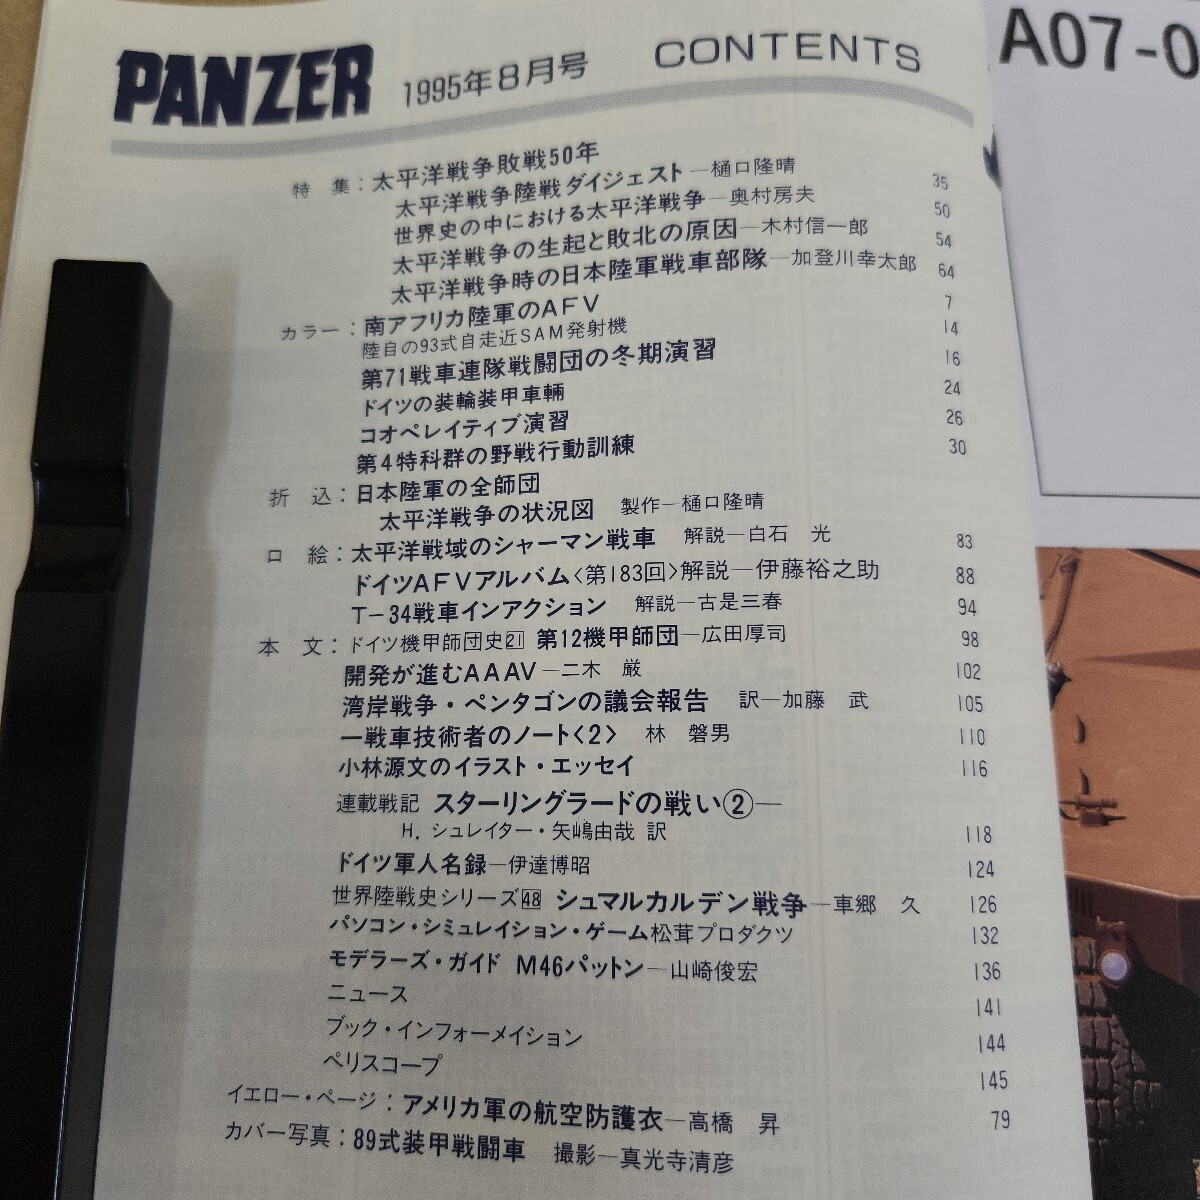 PANZER 1995年8月号 CONTENTS
特 集：太平洋戦争敗戦50年
太平洋戦争陸戦ダイジェスト—樋口隆晴 35
世界史の中における太平洋戦争—奥村房夫 50
太平洋戦争の生起と敗北の原因—木村信一郎 54
太平洋戦争時の日本陸軍戦車部隊—加登川幸太郎 64
カラー：南アフリカ陸軍のAFV 7
陸自の93式自走近SAM発射機 14
第71戦車連隊戦闘団の冬期演習 16
ドイツの装輪装甲車輛 24
コオペレイティブ演習 26
第4特科群の野戦行動訓練 30
折 込：日本陸軍の全師団
太平洋戦争の状況図 製作—樋口隆晴
口 絵：太平洋戦域のシャーマン戦車 解説—白石 光 83
ドイツAFVアルバム〈第183回〉解説—伊藤裕之助 88
T-34戦車インアクション 解説—古是三春 94
本 文：ドイツ機甲師団史21 第12機甲師団—広田厚司 98
開発が進むAAAV—二木 巌 102
湾岸戦争・ペンタゴンの議会報告 訳—加藤 武 105
一戦車技術者のノート〈2〉 林 磐男 110
小林源文のイラスト・エッセイ 116
連載戦記 スターリングラードの戦い②—
H. シュレイター・矢嶋由哉 訳 118
ドイツ軍人名録—伊達博昭 124
世界陸戦史シリーズ48 シュマルカルデン戦争—車郷 久 126
パソコン・シミュレイション・ゲーム松茸プロダクツ 132
モデラーズ・ガイド M46パットン—山崎俊宏 136
ニュース 141
ブック・インフォーメイション 144
ペリスコープ 145
イエロー・ページ：アメリカ軍の航空防護衣—高橋 昇 79
カバー写真：89式装甲戦闘車 撮影—真光寺清彦
A07-0